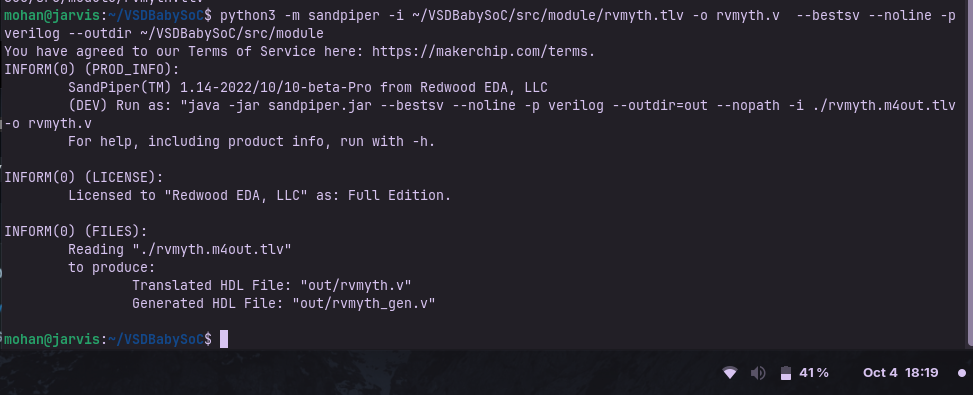 mohan@jarvis:~/VSDBabySoC$ python3 -m sandpiper -i ~/VSDBabySoC/src/module/rvmyth.tlv -o rvmyth.v  --bestsv --noline -p
verilog --outdir ~/VSDBabySoC/src/module
You have agreed to our Terms of Service here: https://makerchip.com/terms.
INFORM(0) (PROD_INFO):
        SandPiper(TM) 1.14-2022/10/10-beta-Pro from Redwood EDA, LLC
        (DEV) Run as: "java -jar sandpiper.jar --bestsv --noline -p verilog --outdir=out --nopath -i ./rvmyth.m4out.tlv
-o rvmyth.v
        For help, including product info, run with -h.
INFORM(0) (LICENSE):
        Licensed to "Redwood EDA, LLC" as: Full Edition.
INFORM(0) (FILES):
        Reading "./rvmyth.m4out.tlv"
        to produce:
                Translated HDL File: "out/rvmyth.v"
                Generated HDL File: "out/rvmyth_gen.v"
mohan@jarvis:~/VSDBabySoC$
41 % Oct 4 18:19